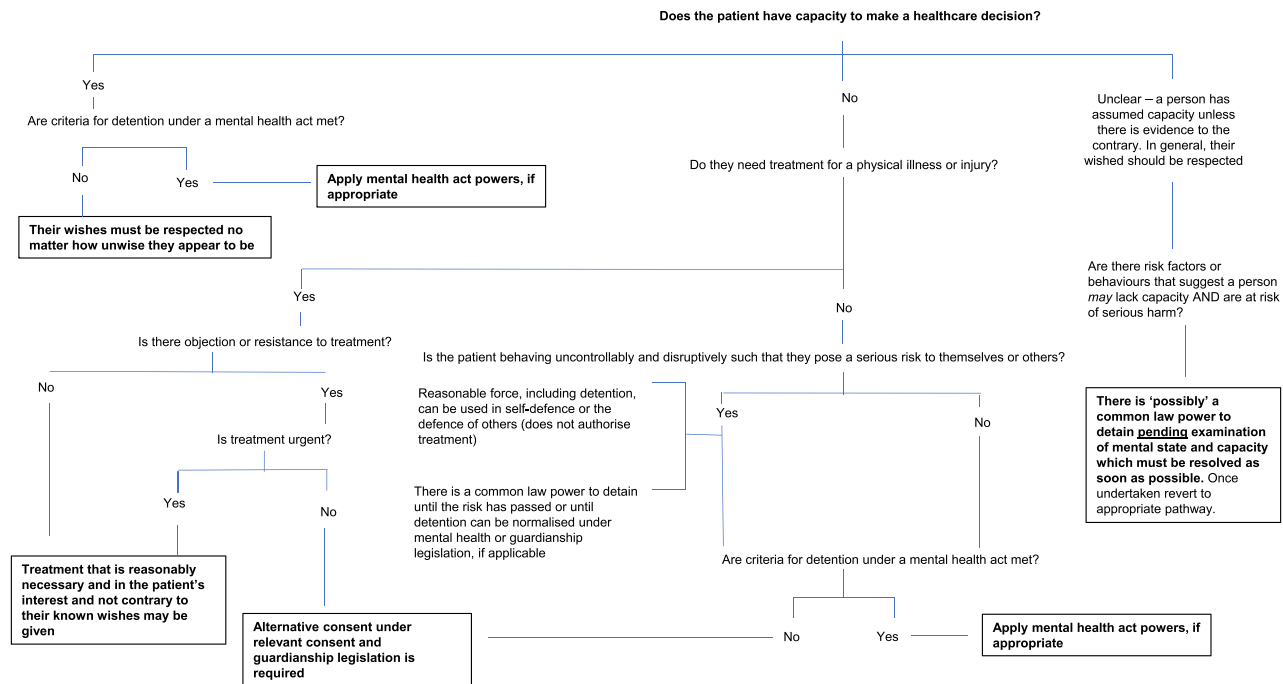 Does the patient have capacity to make a healthcare decision?
Yes
Are criteria for detention under a mental health act met?
No
Yes
Apply mental health act powers, if
appropriate
Their wishes must be respected no
matter how unwise they appear to be
No
Do they need treatment for a physical illness or injury?
Unclear – a person has
assumed capacity unless
there is evidence to the
contrary. In general, their
wished should be respected
Are there risk factors or
behaviours that suggest a person
may lack capacity AND are at risk
of serious harm?
There is ‘possibly’ a
common law power to
detain pending examination
of mental state and capacity
which must be resolved as
soon as possible. Once
undertaken revert to
appropriate pathway.
Yes
Is there objection or resistance to treatment?
No
Yes
Is treatment urgent?
Yes
No
Treatment that is reasonably
necessary and in the patient’s
interest and not contrary to
their known wishes may be
given
Alternative consent under
relevant consent and
guardianship legislation is
required
No
Is the patient behaving uncontrollably and disruptively such that they pose a serious risk to themselves or others?
Reasonable force, including detention,
can be used in self-defence or the
defence of others (does not authorise
treatment)
There is a common law power to detain
until the risk has passed or until
detention can be normalised under
mental health or guardianship
legislation, if applicable
Yes
No
Are criteria for detention under a mental health act met?
No
Yes
Apply mental health act powers, if
appropriate